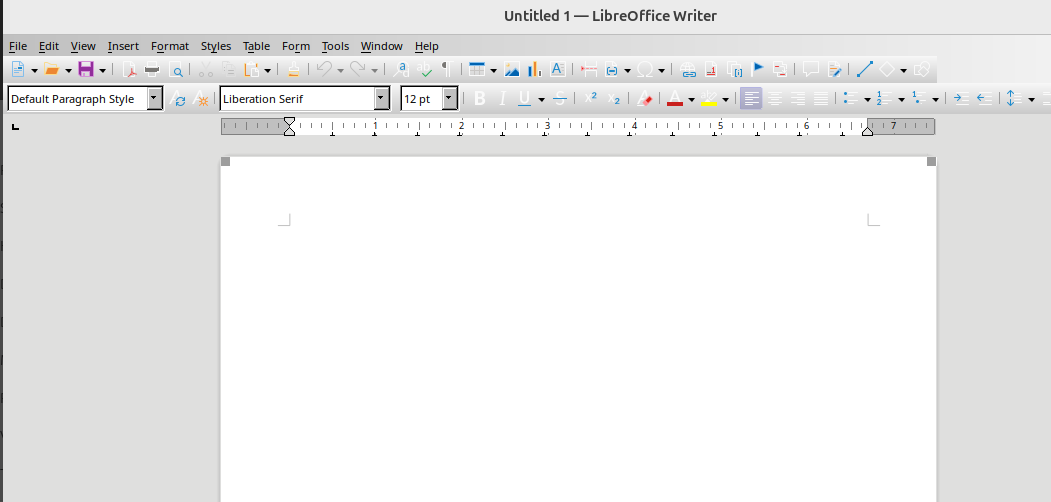 Untitled 1 — LibreOffice Writer
File Edit View Insert Format Styles Table Form Tools Window Help
Default Paragraph Style Liberation Serif 12 pt
1 2 3 4 5 6 7